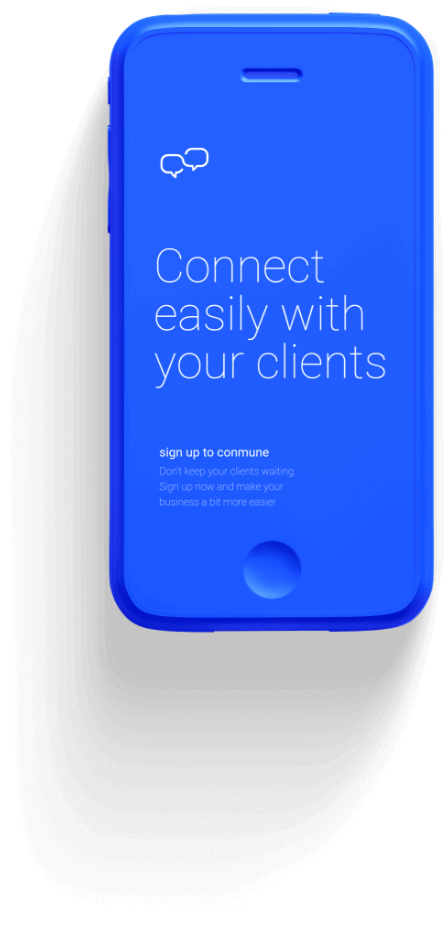 Connect
easily with
your clients
sign up to conmune
Don't keep your clients waiting.
Sign up now and make your
business a bit more easier